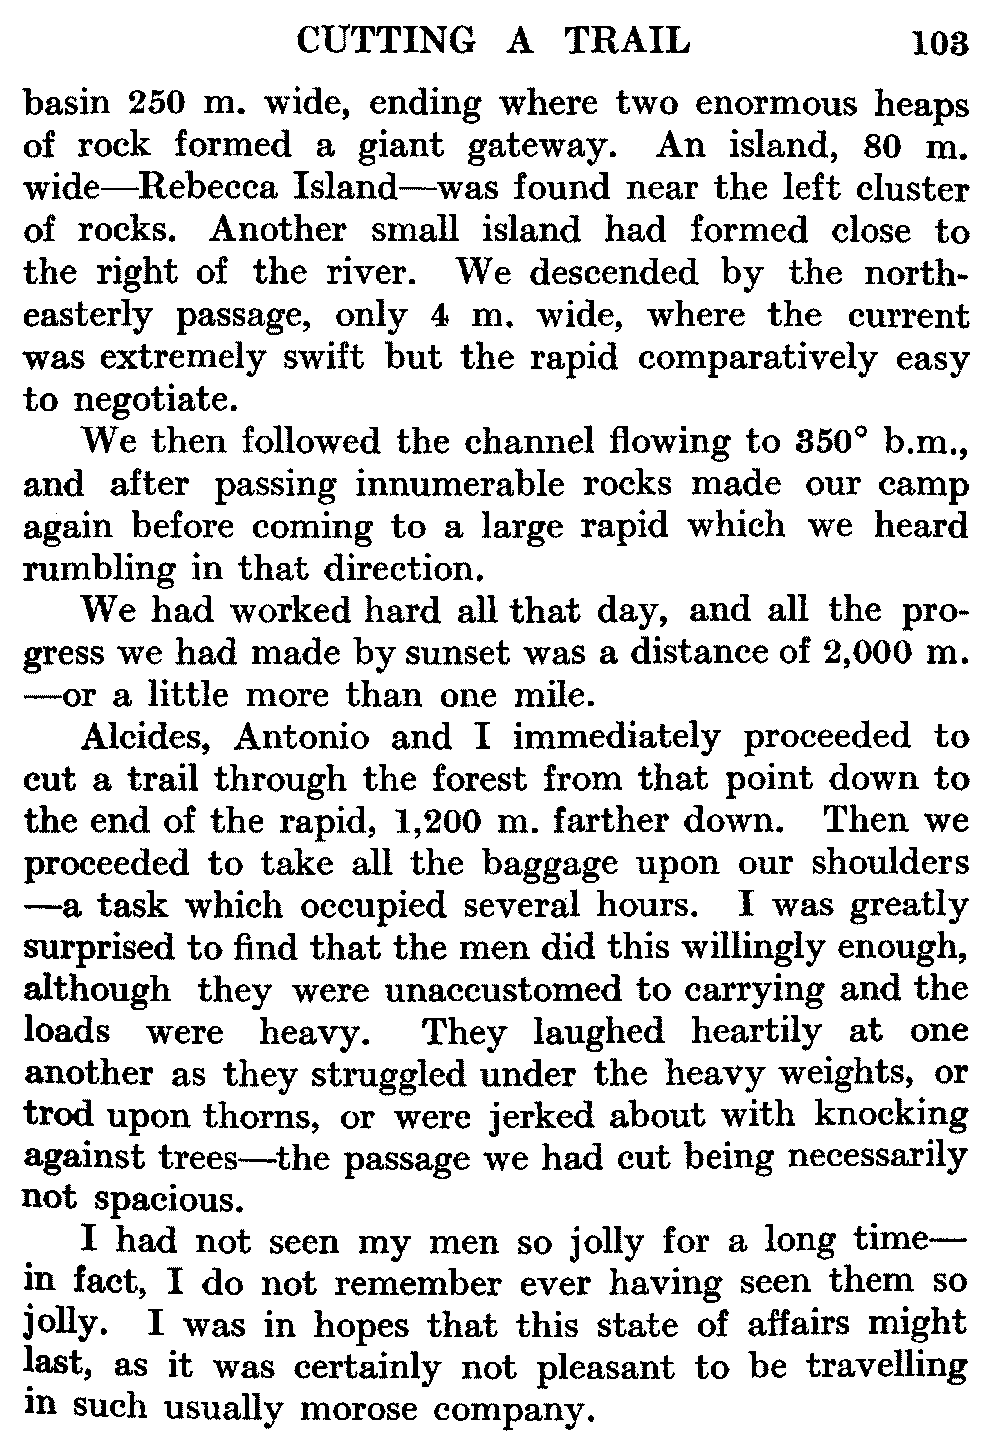 CUTTING A TRAIL 103
basin 250 m. wide, ending where two enormous heaps
of rock formed a giant gateway. An island, 80 m.
wide—Rebecca Island—was found near the left cluster
of rocks. Another small island had formed close to
the right of the river. We descended by the north-
easterly passage, only 4 m. wide, where the current
was extremely swift but the rapid comparatively easy
to negotiate.
We then followed the channel flowing to 350° b.m.,
and after passing innumerable rocks made our camp
again before coming to a large rapid which we heard
rumbling in that direction.
We had worked hard all that day, and all the pro-
gress we had made by sunset was a distance of 2,000 m.
—or a little more than one mile.
Alcides, Antonio and I immediately proceeded to
cut a trail through the forest from that point down to
the end of the rapid, 1,200 m. farther down. Then we
proceeded to take all the baggage upon our shoulders
—a task which occupied several hours. I was greatly
surprised to find that the men did this willingly enough,
although they were unaccustomed to carrying and the
loads were heavy. They laughed heartily at one
another as they struggled under the heavy weights, or
trod upon thorns, or were jerked about with knocking
against trees—the passage we had cut being necessarily
not spacious.
I had not seen my men so jolly for a long time—
in fact, I do not remember ever having seen them so
jolly. I was in hopes that this state of affairs might
last, as it was certainly not pleasant to be travelling
in such usually morose company.